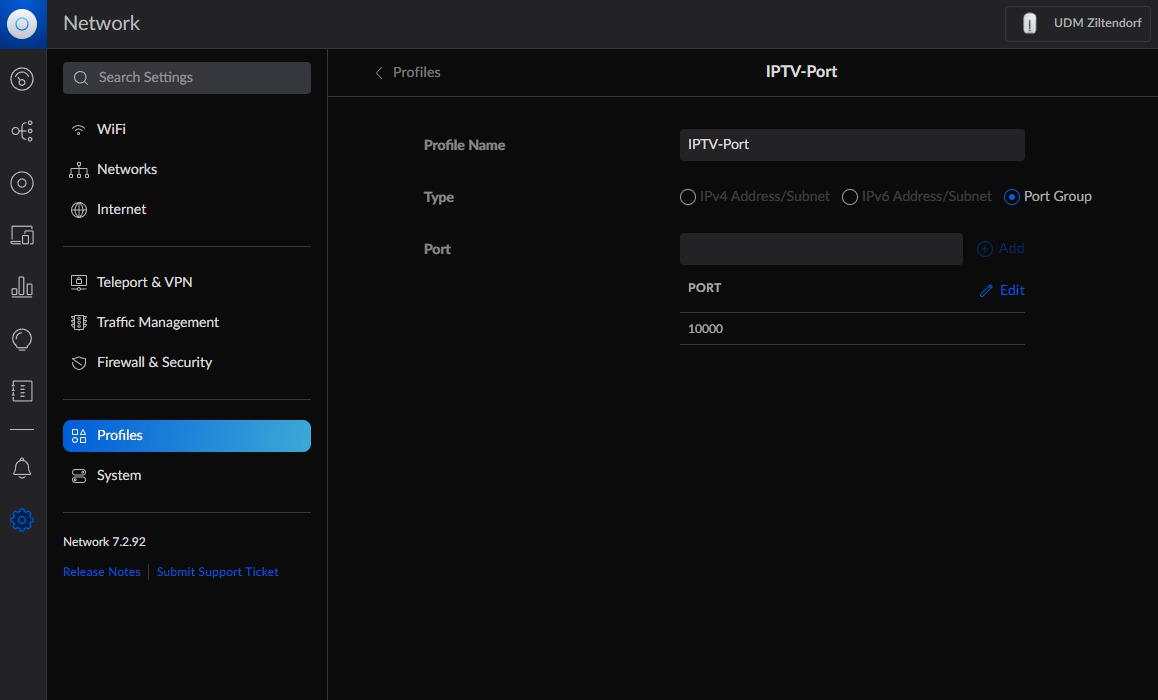 Network
UDM Ziltendorf
Search Settings
Profiles
IPTV-Port
WiFi
Networks
Internet
Teleport & VPN
Traffic Management
Firewall & Security
Profiles
System
Network 7.2.92
Release Notes
Submit Support Ticket
Profile Name
IPTV-Port
Type
IPv4 Address/Subnet
IPv6 Address/Subnet
Port Group
Port
Add
PORT
Edit
10000